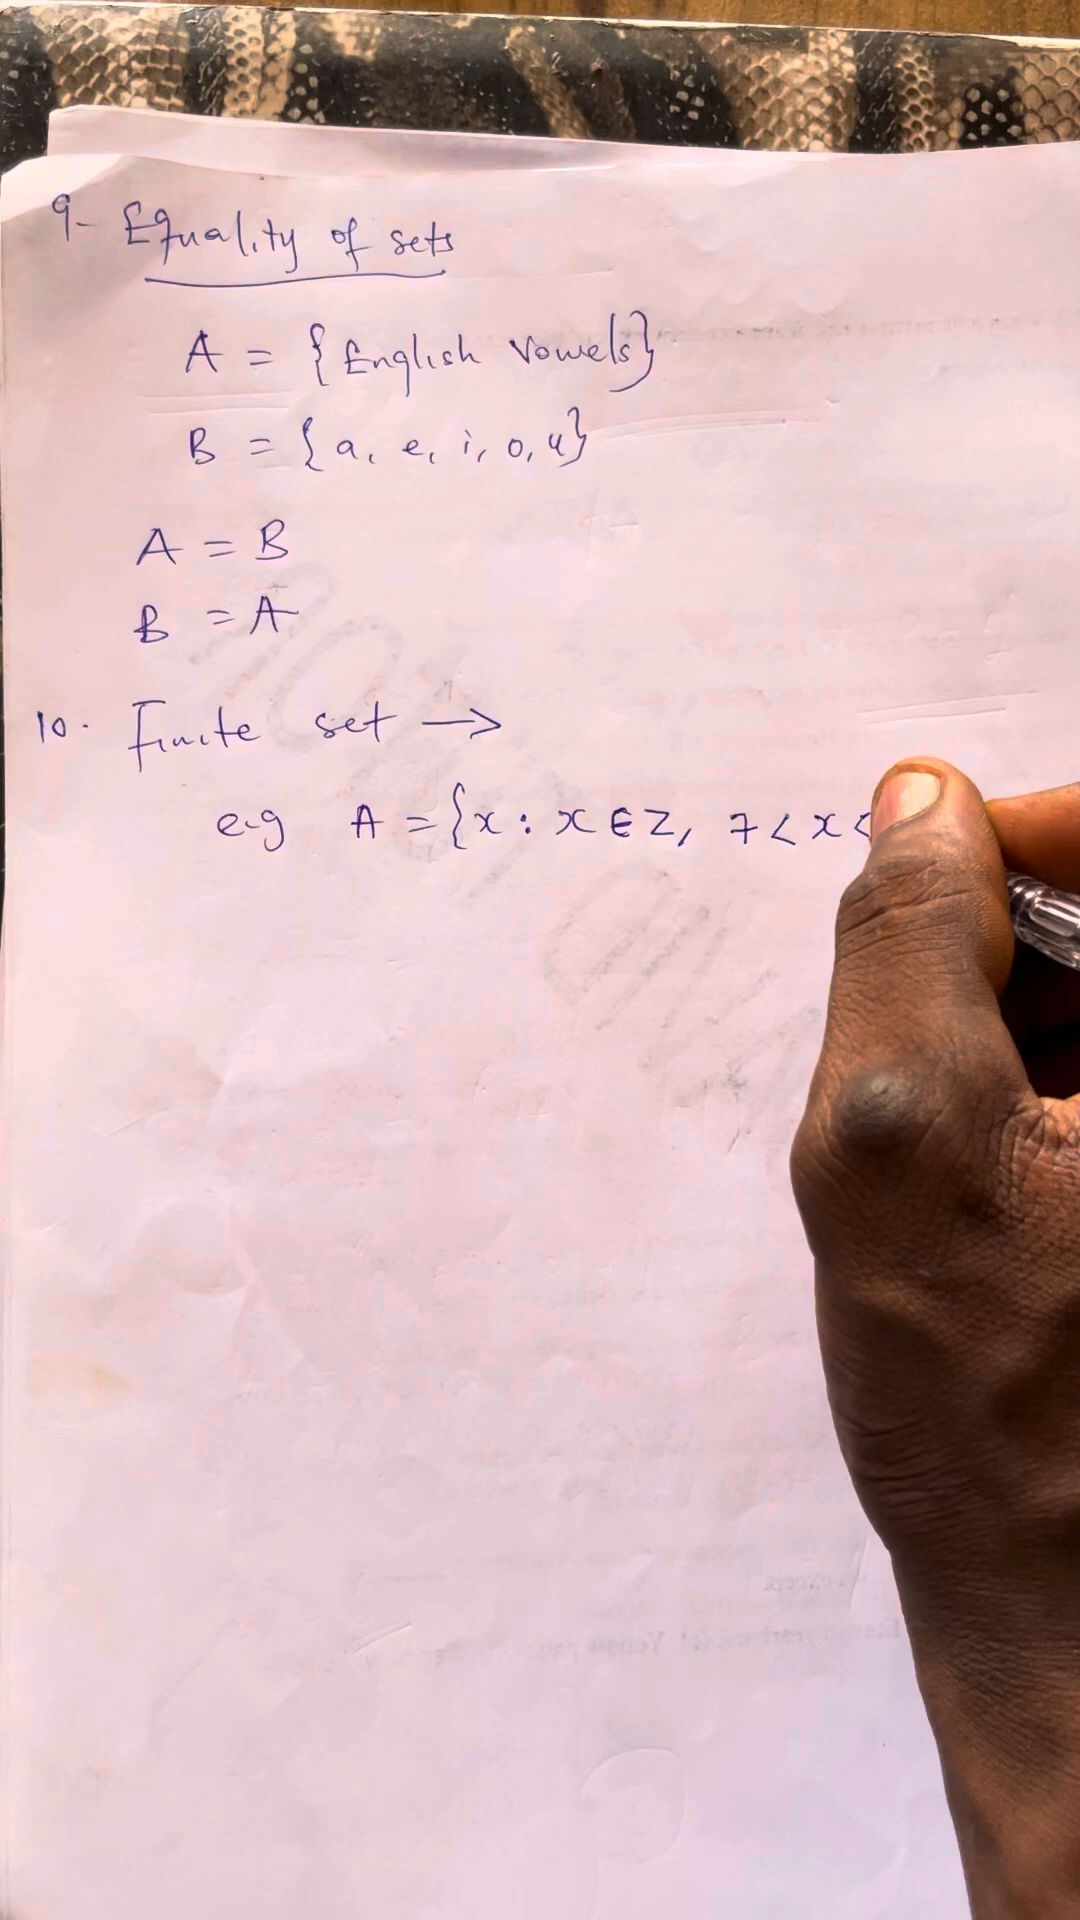 9- Equality of sets
A = {English Vowels}
B = {a, e, i, o, u}
A = B
B = A
10. Finite set →
e.g A = {x : x ∈ Z, 7 < x <